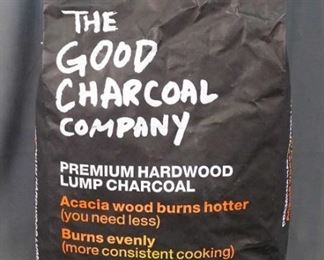 THE
GOOD
CHARCOAL
COMPANY
PREMIUM HARDWOOD
LUMP CHARCOAL
Acacia wood burns hotter
(you need less)
Burns evenly
(more consistent cooking)